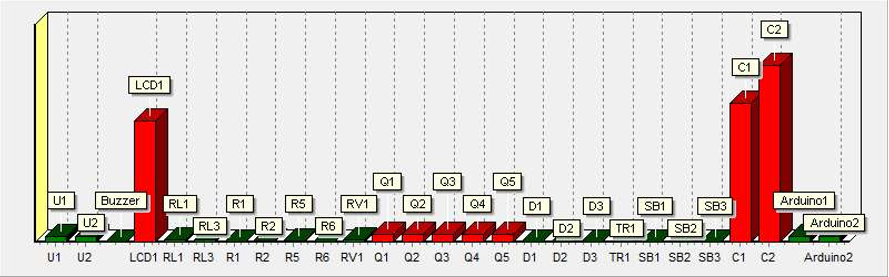 C2
C1
LCD1
Q1 Q3 Q5
U1 Buzzer RL1 R1 R5 RV1 Q2 Q4 D1 D3 SB1 SB3 Arduino1
U2 RL3 R2 R6 D2 TR1 SB2 Arduino2
U1 U2 LCD1 RL1 RL3 R1 R2 R5 R6 RV1 Q1 Q2 Q3 Q4 Q5 D1 D2 D3 TR1 SB1 SB2 SB3 C1 C2 Arduino2